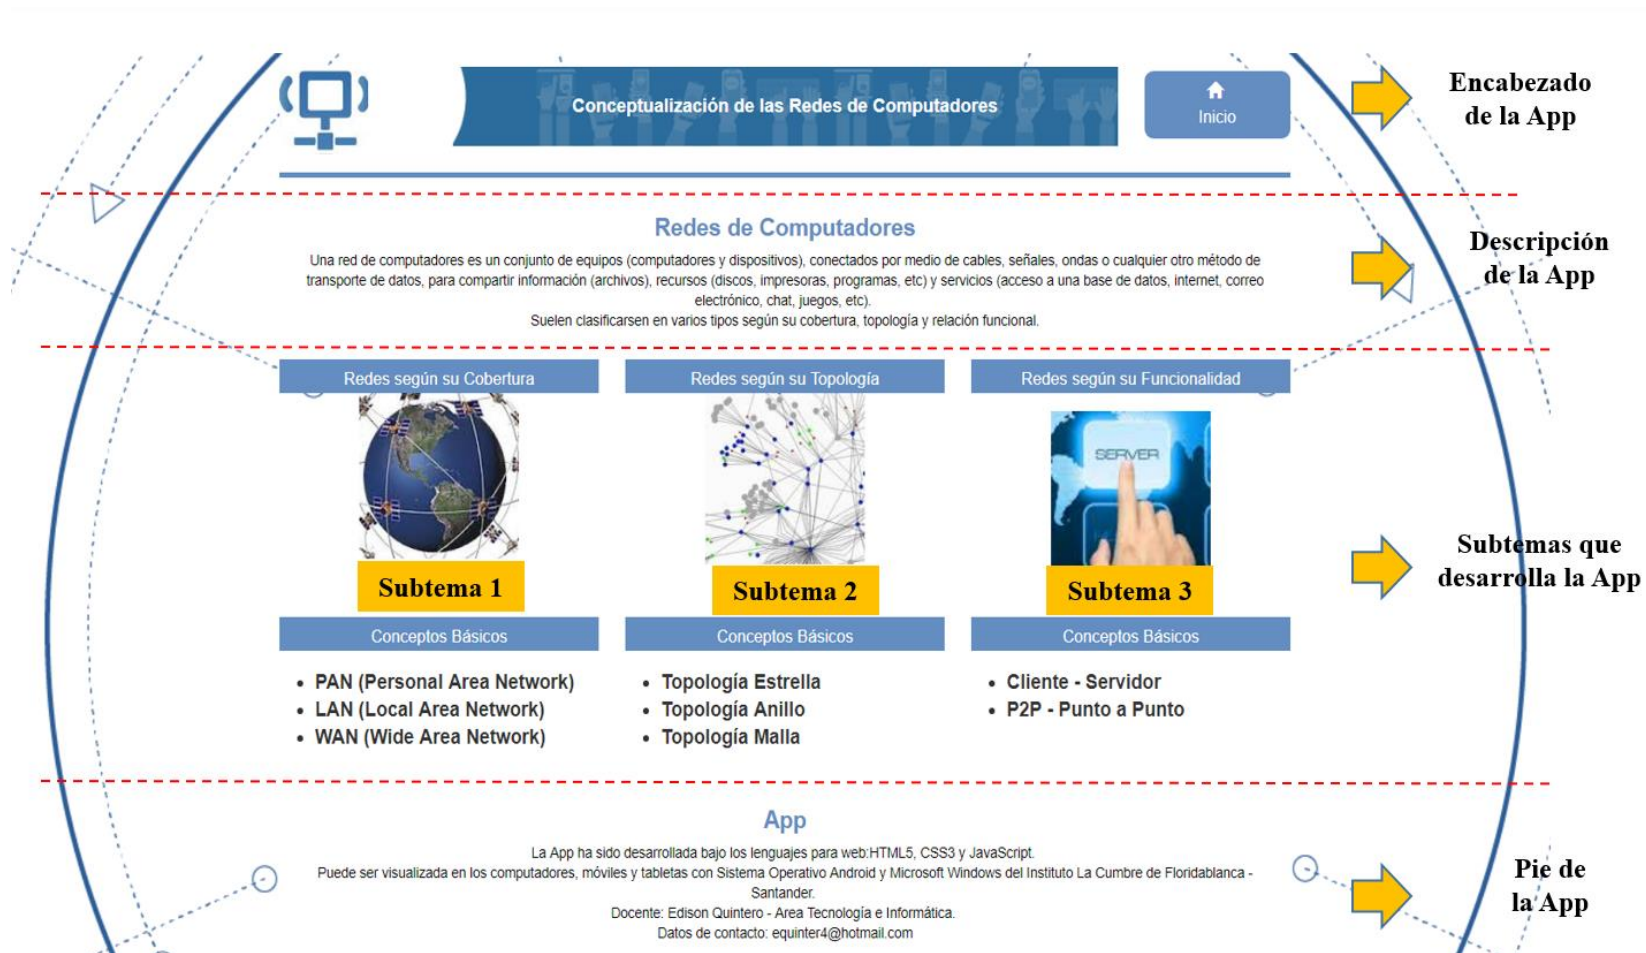 Conceptualización de las Redes de Computadores
Inicio
Encabezado
de la App
Redes de Computadores
Una red de computadores es un conjunto de equipos (computadores y dispositivos), conectados por medio de cables, señales, ondas o cualquier otro método de
transporte de datos, para compartir información (archivos), recursos (discos, impresoras, programas, etc) y servicios (acceso a una base de datos, internet, correo
electrónico, chat, juegos, etc).
Suelen clasificarsen en varios tipos según su cobertura, topología y relación funcional.
Descripción
de la App
Redes según su Cobertura
Subtema 1
Conceptos Básicos
• PAN (Personal Area Network)
• LAN (Local Area Network)
• WAN (Wide Area Network)
Redes según su Topología
Subtema 2
Conceptos Básicos
• Topología Estrella
• Topología Anillo
• Topología Malla
Redes según su Funcionalidad
SERVER
Subtema 3
Conceptos Básicos
• Cliente - Servidor
• P2P - Punto a Punto
Subtemas que
desarrolla la App
App
La App ha sido desarrollada bajo los lenguajes para web:HTML5, CSS3 y JavaScript.
Puede ser visualizada en los computadores, móviles y tabletas con Sistema Operativo Android y Microsoft Windows del Instituto La Cumbre de Floridablanca -
Santander.
Docente: Edison Quintero - Area Tecnología e Informática.
Datos de contacto: equinter4@hotmail.com
Pie de
la App